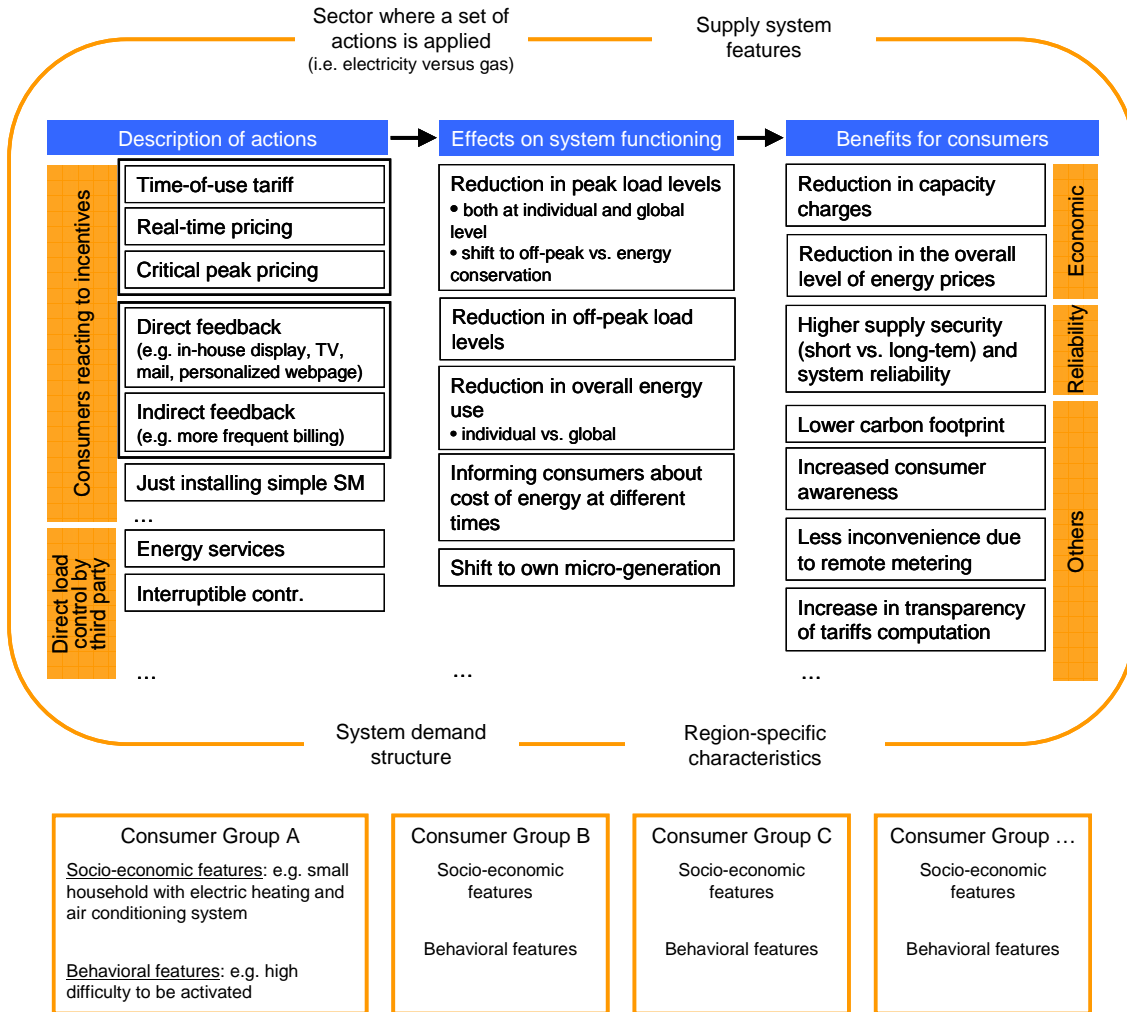 Sector where a set of
actions is applied
(i.e. electricity versus gas)
Supply system
features
Description of actions
Effects on system functioning
Benefits for consumers
Consumers reacting to incentives
Time-of-use tariff
Real-time pricing
Critical peak pricing
Direct feedback
(e.g. in-house display, TV,
mail, personalized webpage)
Indirect feedback
(e.g. more frequent billing)
Just installing simple SM
…
Direct load
control by
third party
Energy services
Interruptible contr.
…
Reduction in peak load levels
• both at individual and global
level
• shift to off-peak vs. energy
conservation
Reduction in off-peak load
levels
Reduction in overall energy
use
• individual vs. global
Informing consumers about
cost of energy at different
times
Shift to own micro-generation
…
Reduction in capacity
charges
Reduction in the overall
level of energy prices
Economic
Higher supply security
(short vs. long-tem) and
system reliability
Reliability
Lower carbon footprint
Increased consumer
awareness
Less inconvenience due
to remote metering
Increase in transparency
of tariffs computation
…
Others
System demand
structure
Region-specific
characteristics
Consumer Group A
Socio-economic features: e.g. small
household with electric heating and
air conditioning system
Behavioral features: e.g. high
difficulty to be activated
Consumer Group B
Socio-economic
features
Behavioral features
Consumer Group C
Socio-economic
features
Behavioral features
Consumer Group …
Socio-economic
features
Behavioral features